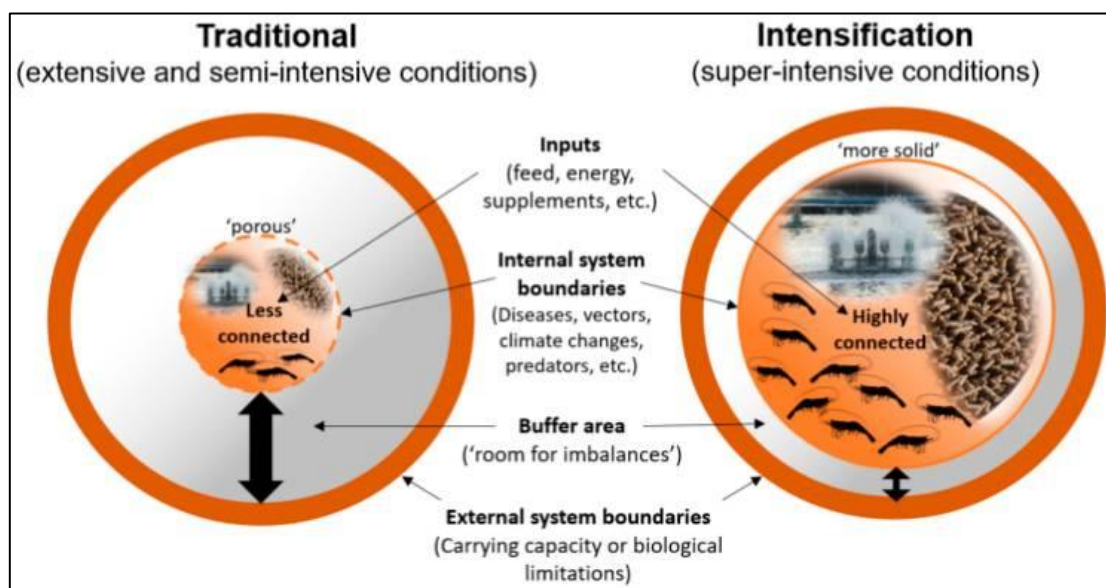 Traditional
(extensive and semi-intensive conditions)
Intensification
(super-intensive conditions)
Inputs
(feed, energy,
supplements, etc.)
'more solid'
'porous'
Less
connected
Internal system
boundaries
(Diseases, vectors,
climate changes,
predators, etc.)
Highly
connected
Buffer area
('room for imbalances')
External system boundaries
(Carrying capacity or biological
limitations)